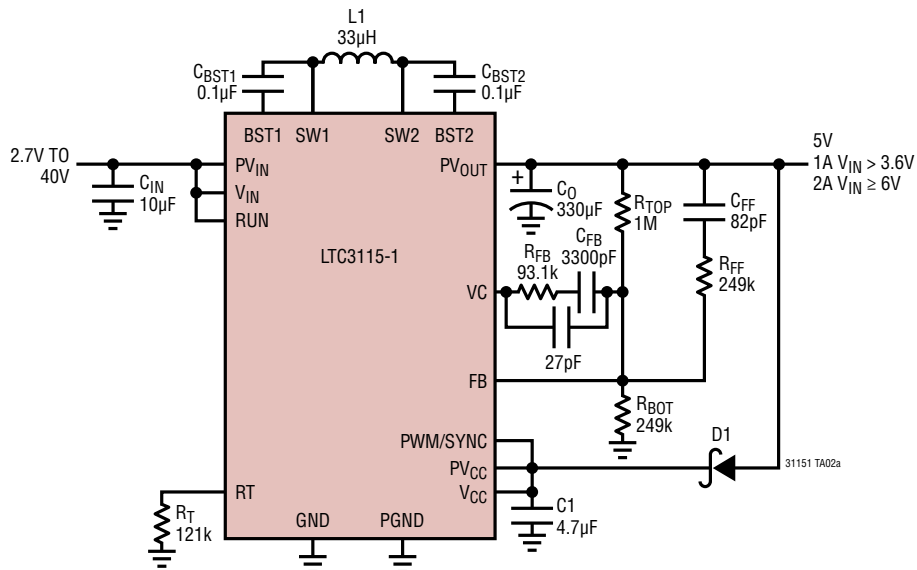 L1
33µH
CBST1
0.1µF
CBST2
0.1µF
BST1 SW1 SW2 BST2
2.7V TO
40V
CIN
10µF
PVIN
VIN
RUN
LTC3115-1
PVOUT
+
CO
330µF
RTOP
1M
CFF
82pF
5V
1A VIN > 3.6V
2A VIN ≥ 6V
RFB
93.1k
CFB
3300pF
RFF
249k
VC
27pF
FB
RBOT
249k
PWM/SYNC
PVCC
VCC
D1
31151 TA02a
C1
4.7µF
RT
RT
121k
GND PGND